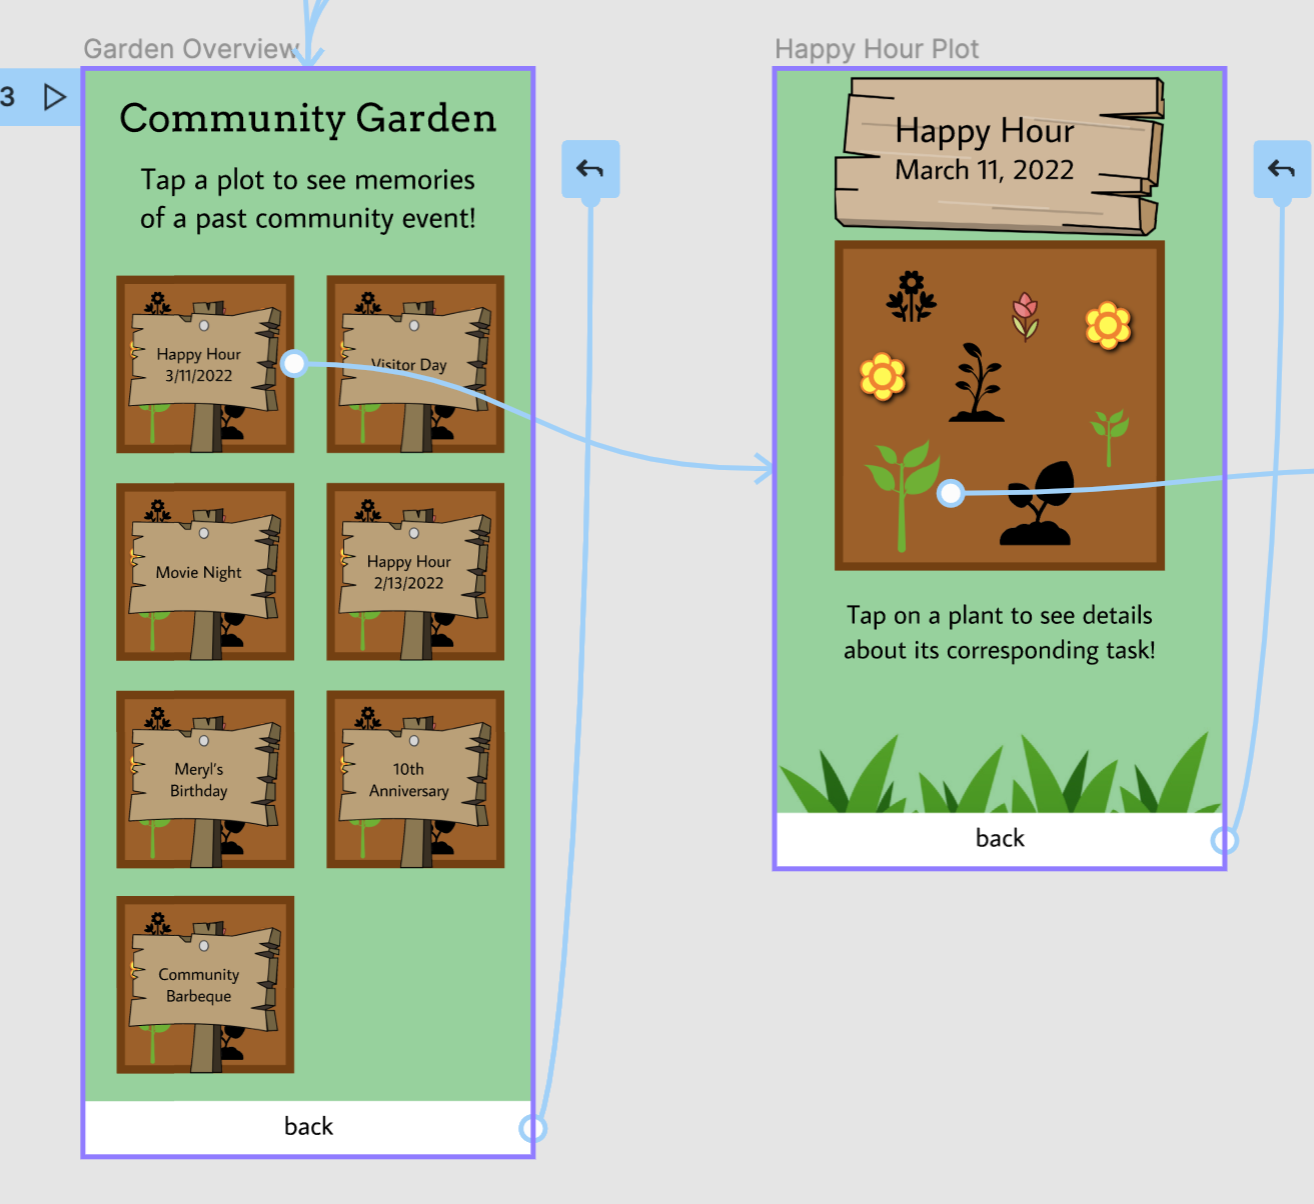 Garden Overview
3
Community Garden
Tap a plot to see memories
of a past community event!
Happy Hour
3/11/2022
Visitor Day
Movie Night
Happy Hour
2/13/2022
Meryl's
Birthday
10th
Anniversary
Community
Barbeque
back
Happy Hour Plot
Happy Hour
March 11, 2022
Tap on a plant to see details
about its corresponding task!
back